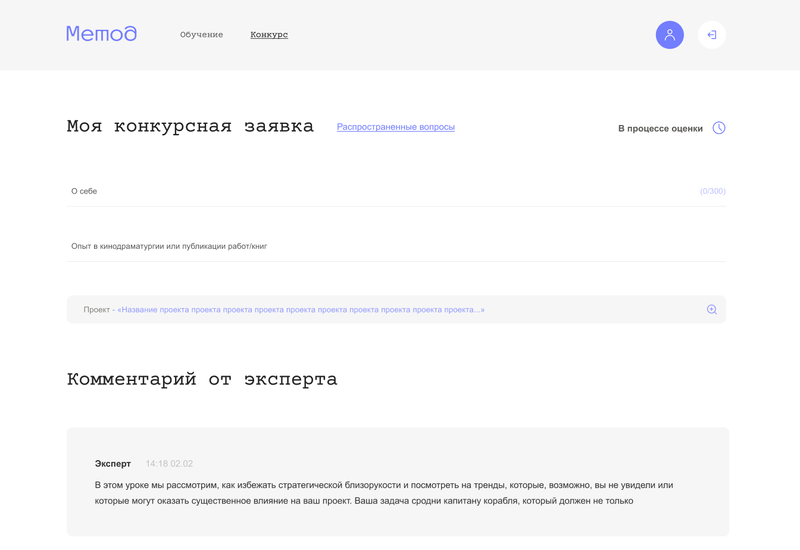 Метод
Обучение
Конкурс
Моя конкурсная заявка
Распространенные вопросы
В процессе оценки
О себе
(0/300)
Опыт в кинодраматургии или публикации работ/книг
Проект - «Название проекта проекта проекта проекта проекта проекта проекта проекта проекта проекта...»
Комментарий от эксперта
Эксперт 14:18 02.02
В этом уроке мы рассмотрим, как избежать стратегической близорукости и посмотреть на тренды, которые, возможно, вы не увидели или
которые могут оказать существенное влияние на ваш проект. Ваша задача сродни капитану корабля, который должен не только